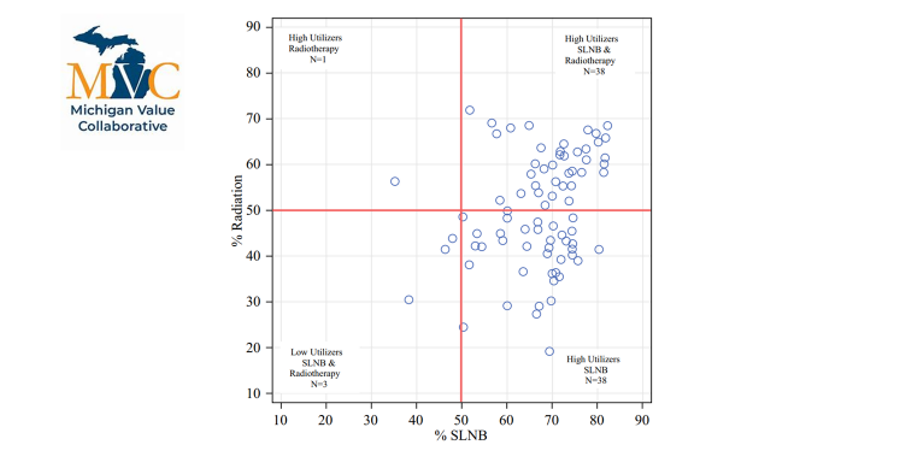 MVC
Michigan Value
Collaborative
High Utilizers
Radiotherapy
N=1
High Utilizers
SLNB &
Radiotherapy
N=38
Low Utilizers
SLNB &
Radiotherapy
N=3
High Utilizers
SLNB
N=38
% Radiation
90
80
70
60
50
40
30
20
10
10 20 30 40 50 60 70 80 90
% SLNB